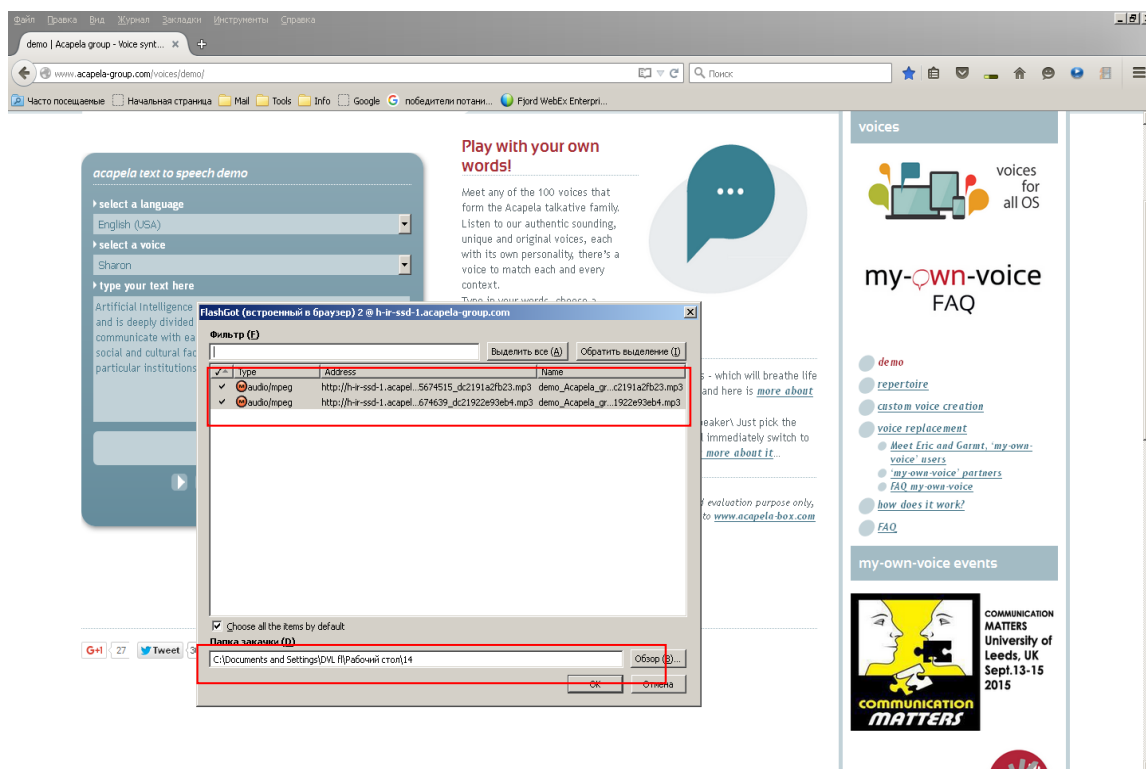 Файл Правка Вид Журнал Закладки Инструменты Справка
demo | Acapela group - Voice synt...
www.acapela-group.com/voices/demo/
Поиск
Часто посещаемые Начальная страница Mail Tools Info Google победители потани... Fjord WebEx Enterpri...
acapela text to speech demo
select a language
English (USA)
select a voice
Sharon
type your text here
Artificial Intelligence
and is deeply divided
communicate with ea
social and cultural fac
particular institutions
Play with your own
words!
Meet any of the 100 voices that
form the Acapela talkative family.
Listen to our authentic sounding,
unique and original voices, each
with its own personality, there's a
voice to match each and every
context.
Type in your words, choose a
s - which will breathe life
and here is more about
eaker\ Just pick the
immediately switch to
more about it...
evaluation purpose only,
to www.acapela-box.com
FlashGot (встроенный в браузер) 2 @ h-ir-ssd-1.acapela-group.com
Фильтр (F)
Выделить все (A) Обратить выделение (I)
Type Address Name
audio/mpeg http://h-ir-ssd-1.acapel...5674515_dc2191a2fb23.mp3 demo_Acapela_gr...c2191a2fb23.mp3
audio/mpeg http://h-ir-ssd-1.acapel...674639_dc21922e93eb4.mp3 demo_Acapela_gr...1922e93eb4.mp3
Choose all the items by default
Папка закачки (D)
C:\Documents and Settings\DVL fl\Рабочий стол\14
Обзор (B)...
OK Отмена
G+1 27 Tweet
voices
voices
for
all OS
my-own-voice
FAQ
demo
repertoire
custom voice creation
voice replacement
Meet Eric and Garmt, 'my-own-
voice' users
'my-own-voice' partners
FAQ my-own-voice
how does it work?
FAQ
my-own-voice events
COMMUNICATION
MATTERS
University of
Leeds, UK
Sept.13-15
2015
COMMUNICATION
MATTERS